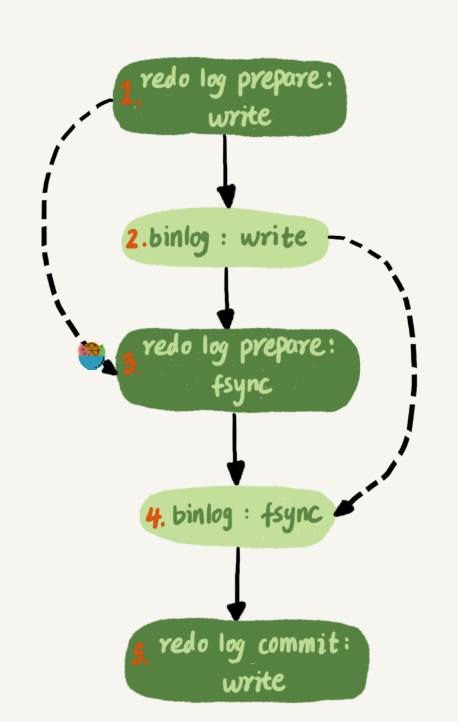 1. redo log prepare:
write
2. binlog : write
3. redo log prepare:
fsync
4. binlog : fsync
5. redo log commit:
write